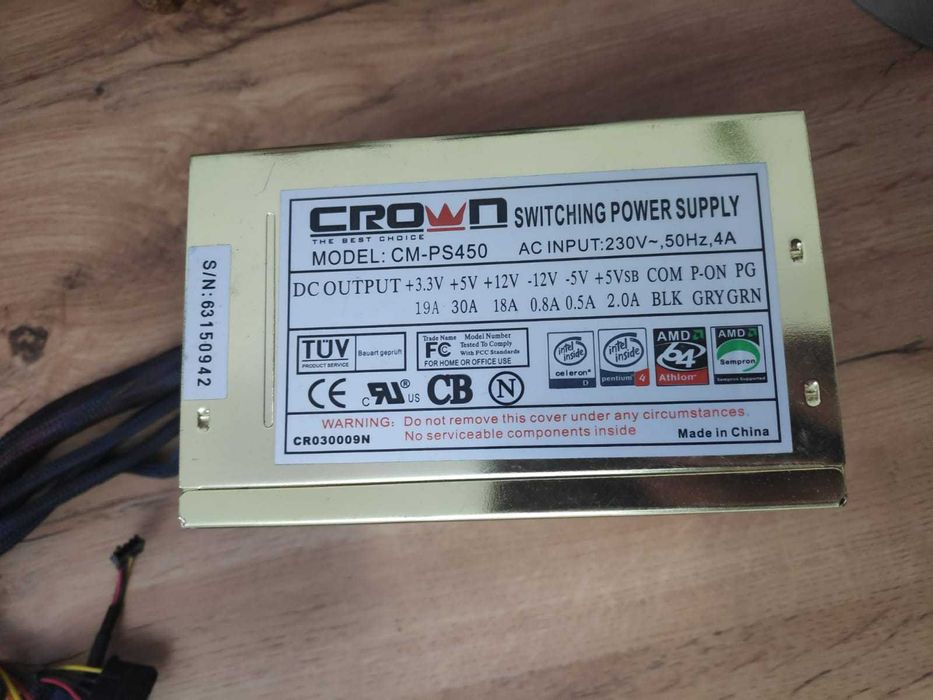 CROWN SWITCHING POWER SUPPLY
THE BEST CHOICE
MODEL: CM-PS450 AC INPUT:230V~,50Hz,4A
DC OUTPUT +3.3V +5V +12V -12V -5V +5VSB COM P-ON PG
19A 30A 18A 0.8A 0.5A 2.0A BLK GRY GRN
TÜV
PRODUCT SERVICE
Bauart geprüft
Trade Name Model Number
FC Tested To Comply
With FCC Standards
FOR HOME OR OFFICE USE
intel inside
celeron D
intel inside
pentium 4
AMD
64
Athlon
AMD
Sempron
Sempron Supported
CE c RU ® US CB N
WARNING: Do not remove this cover under any circumstances.
No serviceable components inside
CR030009N
Made in China
S/N:63150942